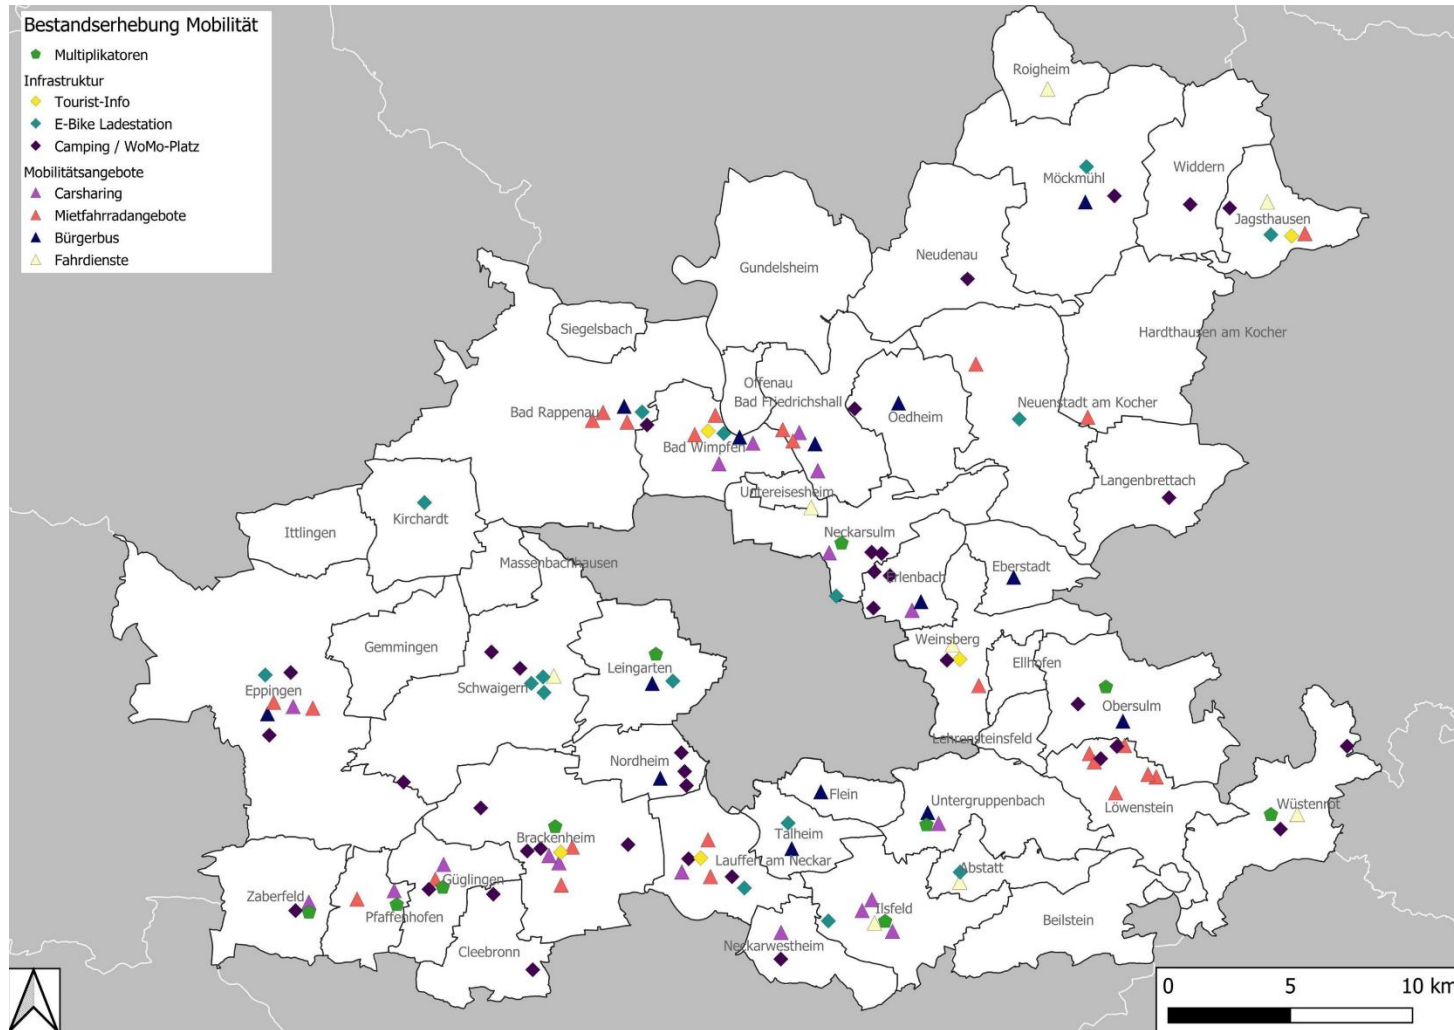 Bestandserhebung Mobilität
Multiplikatoren
Infrastruktur
Tourist-Info
E-Bike Ladestation
Camping / WoMo-Platz
Mobilitätsangebote
Carsharing
Mietfahrradangebote
Bürgerbus
Fahrdienste
Roigheim
Möckmühl
Widdern
Jagsthausen
Neudenau
Gundelsheim
Siegelsbach
Hardthausen am Kocher
Offenau
Bad Friedrichshall
Bad Rappenau
Oedheim
Neuenstadt am Kocher
Bad Wimpfen
Langenbrettach
Untereisesheim
Kirchardt
Ittlingen
Neckarsulm
Massenbachhausen
Eberstadt
Erlenbach
Gemmingen
Weinsberg
Ellhofen
Leingarten
Schwaigern
Eppingen
Obersulm
Lehrensteinsfeld
Nordheim
Flein
Untergruppenbach
Löwenstein
Wüstenrot
Brackenheim
Talheim
Lauffen am Neckar
Abstatt
Güglingen
Zaberfeld
Pfaffenhofen
Ilsfeld
Beilstein
Neckarwestheim
Cleebronn
0 5 10 km